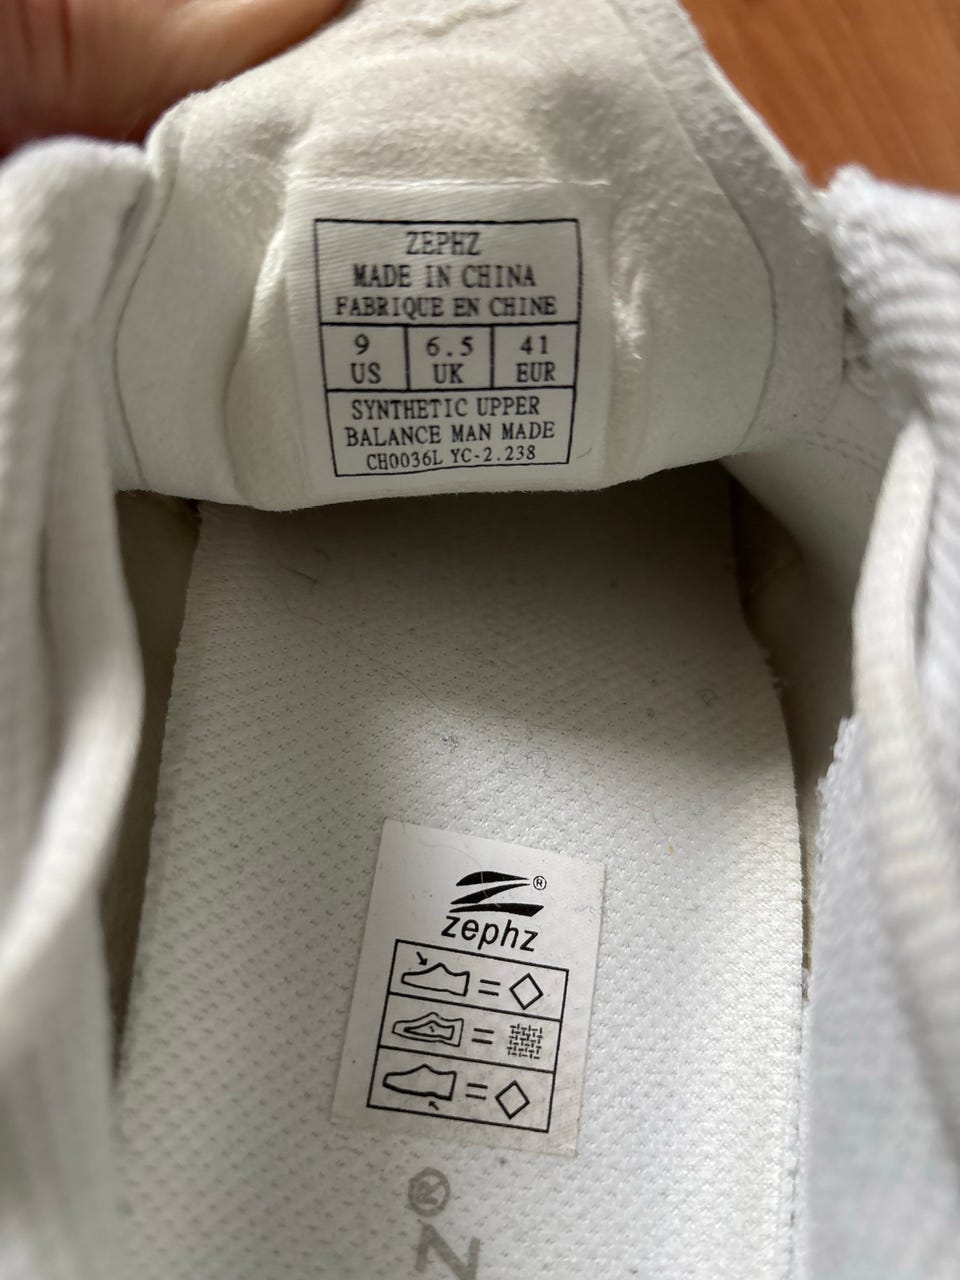 ZEPHZ
MADE IN CHINA
FABRIQUE EN CHINE
9 6.5 41
US UK EUR
SYNTHETIC UPPER
BALANCE MAN MADE
CH0036L YC-2.238
®
zephz
=
=
=
®
Z